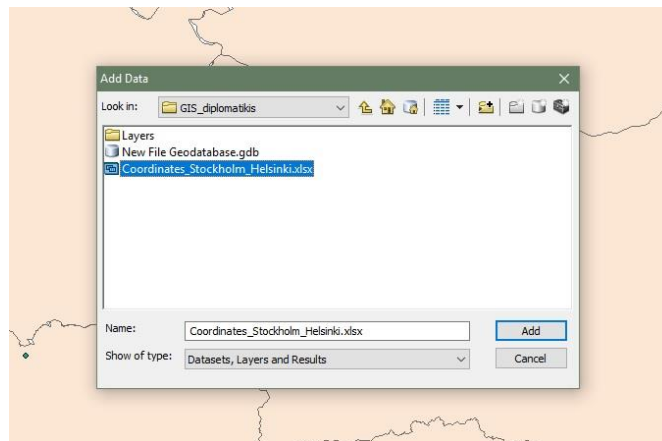 Add Data
Look in: GIS_diplomatikis
Layers
New File Geodatabase.gdb
Coordinates_Stockholm_Helsinki.xlsx
Name: Coordinates_Stockholm_Helsinki.xlsx Add
Show of type: Datasets, Layers and Results Cancel